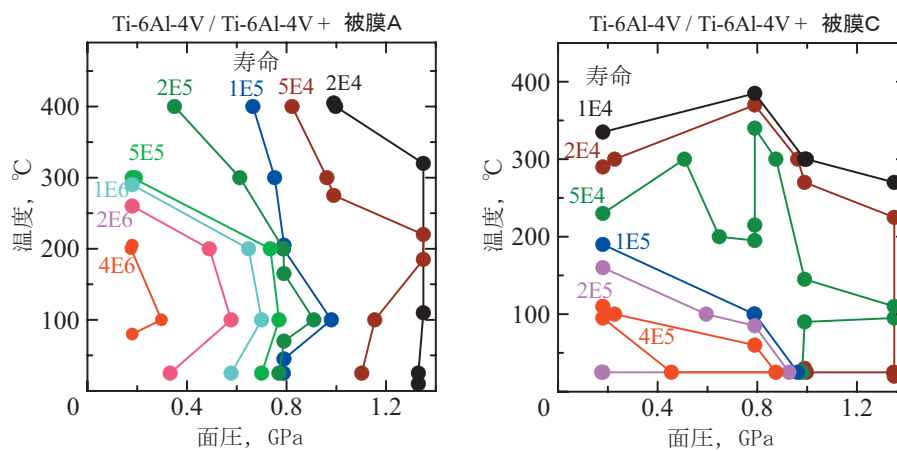 Ti-6Al-4V / Ti-6Al-4V + 被膜A
寿命
2E5
1E5
5E4
2E4
5E5
1E6
2E6
4E6
400
300
200
100
0
0.4
0.8
1.2
温度, ℃
面圧, GPa
Ti-6Al-4V / Ti-6Al-4V + 被膜C
寿命
1E4
2E4
5E4
1E5
2E5
4E5
400
300
200
100
0
0
0.4
0.8
1.2
温度, ℃
面圧, GPa